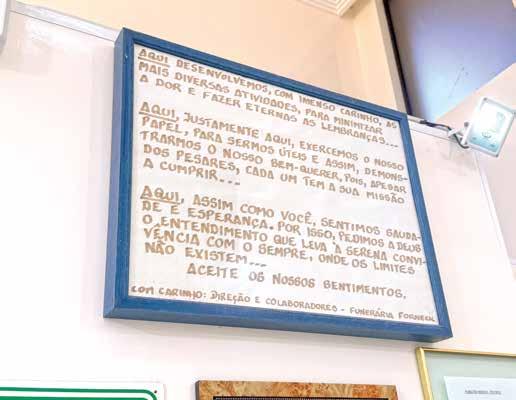 AQUI DESENVOLVEMOS, COM IMENSO CARINHO, AS
MAIS DIVERSAS ATIVIDADES, PARA MINIMIZAR
A DOR E FAZER ETERNAS AS LEMBRANÇAS...
AQUI, JUSTAMENTE AQUI, EXERCEMOS O NOSSO
PAPEL, PARA SERMOS ÚTEIS E ASSIM, DEMONS-
TRARMOS O NOSSO BEM-QUERER, POIS, APESAR
DOS PESARES, CADA UM TEM A SUA MISSÃO
A CUMPRIR...
AQUI, ASSIM COMO VOCÊ, SENTIMOS SAUDA-
DE E ESPERANÇA. POR ISSO, PEDIMOS A DEUS
O ENTENDIMENTO QUE LEVA À SERENA CONVI-
VÊNCIA COM O SEMPRE, ONDE OS LIMITES
NÃO EXISTEM...
ACEITE OS NOSSOS SENTIMENTOS.
COM CARINHO: DIREÇÃO E COLABORADORES - FUNERÁRIA FORNECK